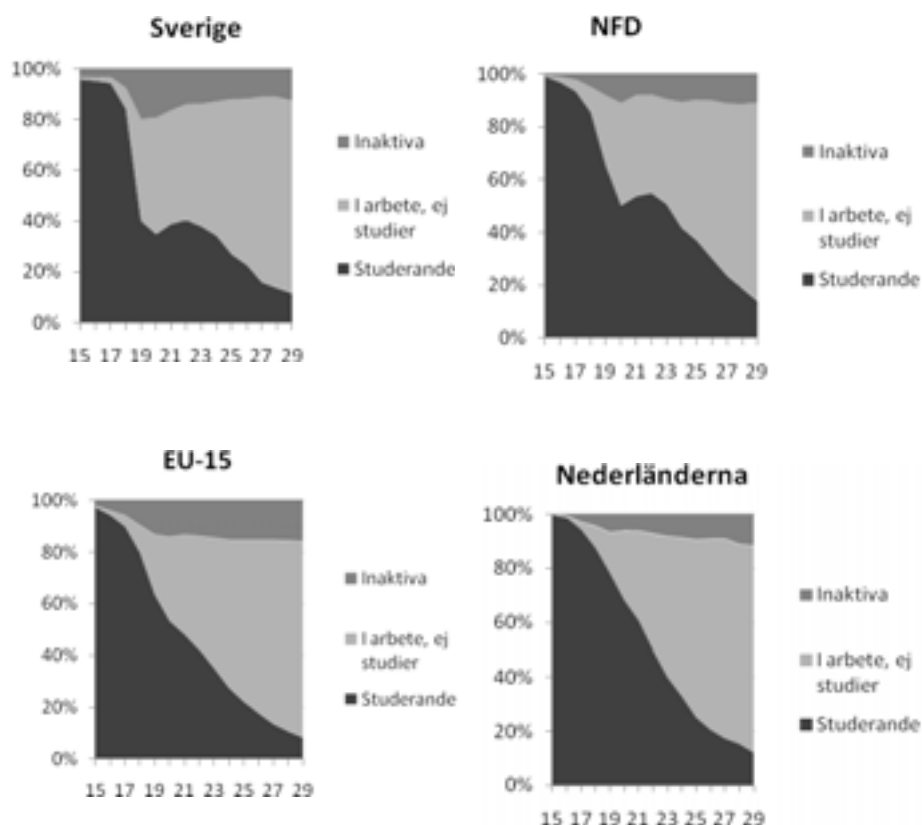 Sverige
100%
80%
60%
40%
20%
0%
15 17 19 21 23 25 27 29
Inaktiva
I arbete, ej
studier
Studerande
NFD
100%
80%
60%
40%
20%
0%
15 17 19 21 23 25 27 29
Inaktiva
I arbete, ej
studier
Studerande
EU-15
100%
80%
60%
40%
20%
0%
15 17 19 21 23 25 27 29
Inaktiva
I arbete, ej
studier
Studerande
Nederländerna
100%
80%
60%
40%
20%
0%
15 17 19 21 23 25 27 29
Inaktiva
I arbete, ej
studier
Studerande